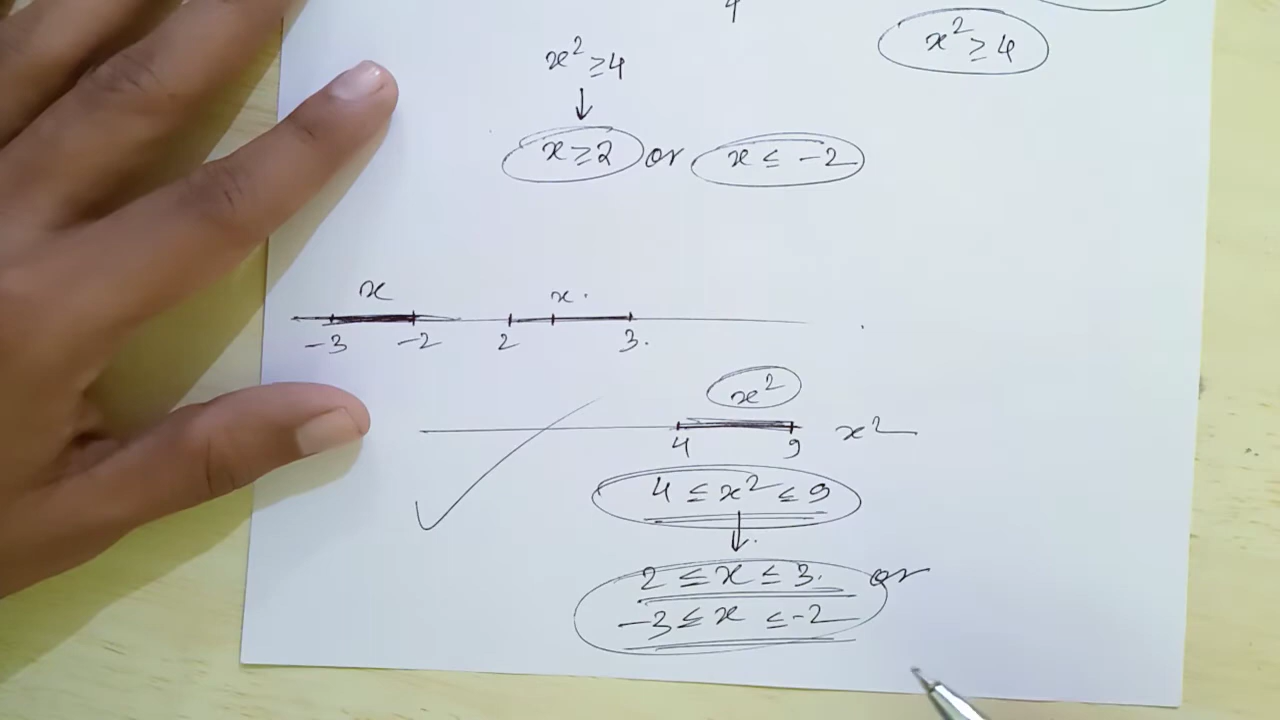 x² ≥ 4
x² ≥ 4
↓
x ≥ 2 or x ≤ -2
x x.
-3 -2 2 3.
x²
4 9 x²
4 ≤ x² ≤ 9
↓
2 ≤ x ≤ 3. or
-3 ≤ x ≤ -2